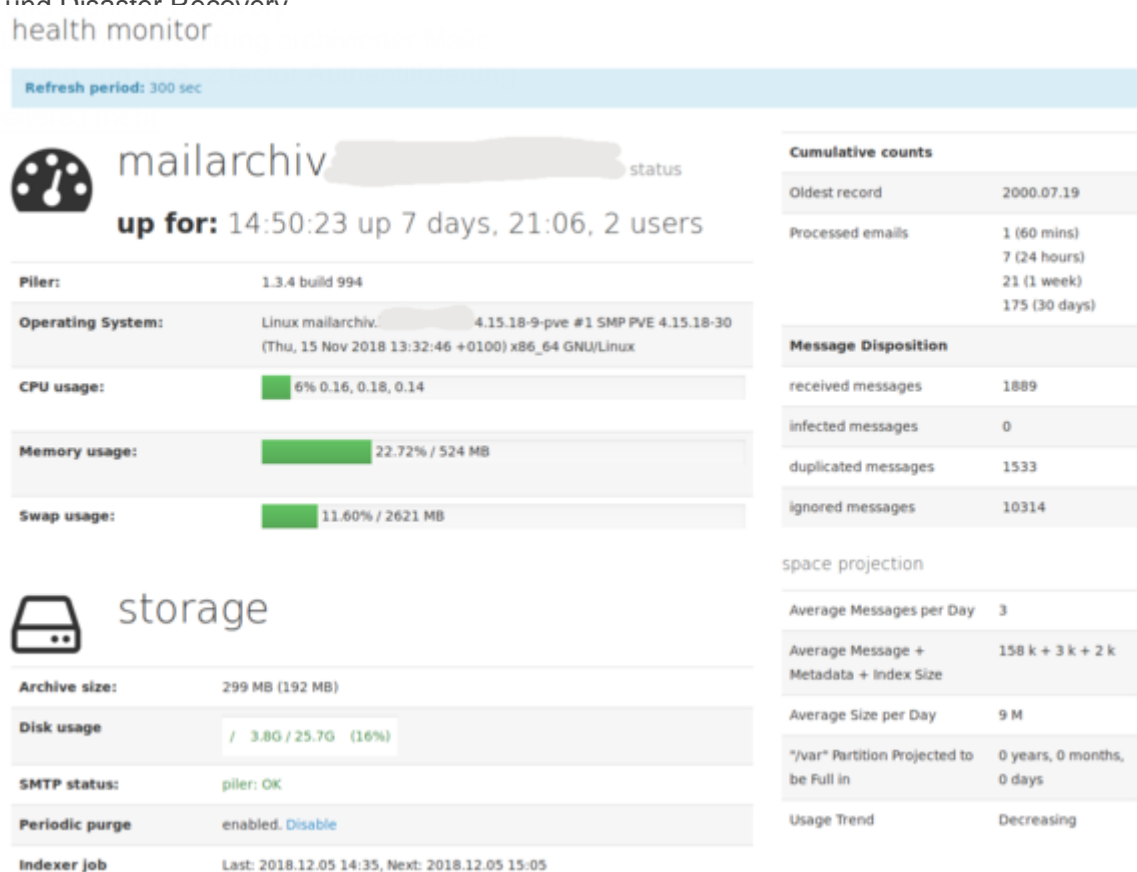 und Disaster Recovery
health monitor
Refresh period: 300 sec
mailarchiv
status
up for: 14:50:23 up 7 days, 21:06, 2 users
Piler: 1.3.4 build 994
Operating System: Linux mailarchiv. 4.15.18-9-pve #1 SMP PVE 4.15.18-30
(Thu, 15 Nov 2018 13:32:46 +0100) x86_64 GNU/Linux
CPU usage: 6% 0.16, 0.18, 0.14
Memory usage: 22.72% / 524 MB
Swap usage: 11.60% / 2621 MB
storage
Archive size: 299 MB (192 MB)
Disk usage / 3.8G / 25.7G (16%)
SMTP status: piler: OK
Periodic purge enabled. Disable
Indexer job Last: 2018.12.05 14:35, Next: 2018.12.05 15:05
Cumulative counts
Oldest record 2000.07.19
Processed emails 1 (60 mins)
7 (24 hours)
21 (1 week)
175 (30 days)
Message Disposition
received messages 1889
infected messages 0
duplicated messages 1533
ignored messages 10314
space projection
Average Messages per Day 3
Average Message + 158 k + 3 k + 2 k
Metadata + Index Size
Average Size per Day 9 M
"/var" Partition Projected to 0 years, 0 months,
be Full in 0 days
Usage Trend Decreasing